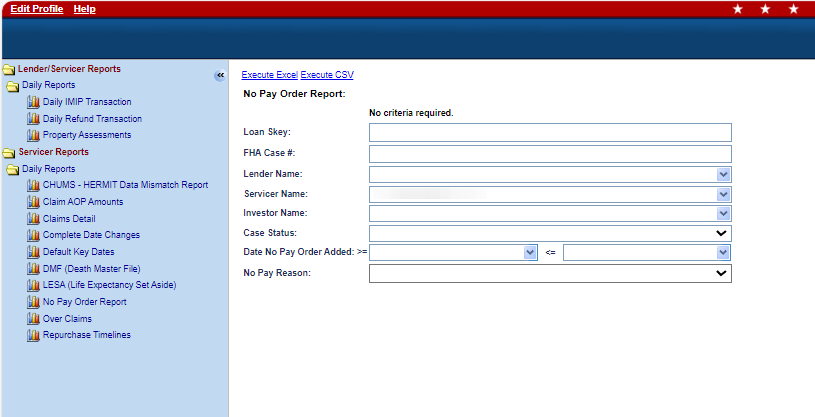 Edit Profile Help
Lender/Servicer Reports
Daily Reports
Daily IMIP Transaction
Daily Refund Transaction
Property Assessments
Servicer Reports
Daily Reports
CHUMS - HERMIT Data Mismatch Report
Claim AOP Amounts
Claims Detail
Complete Date Changes
Default Key Dates
DMF (Death Master File)
LESA (Life Expectancy Set Aside)
No Pay Order Report
Over Claims
Repurchase Timelines
«
Execute Excel Execute CSV
No Pay Order Report:
No criteria required.
Loan Skey:
FHA Case #:
Lender Name:
Servicer Name:
Investor Name:
Case Status:
Date No Pay Order Added: >= <=
No Pay Reason: